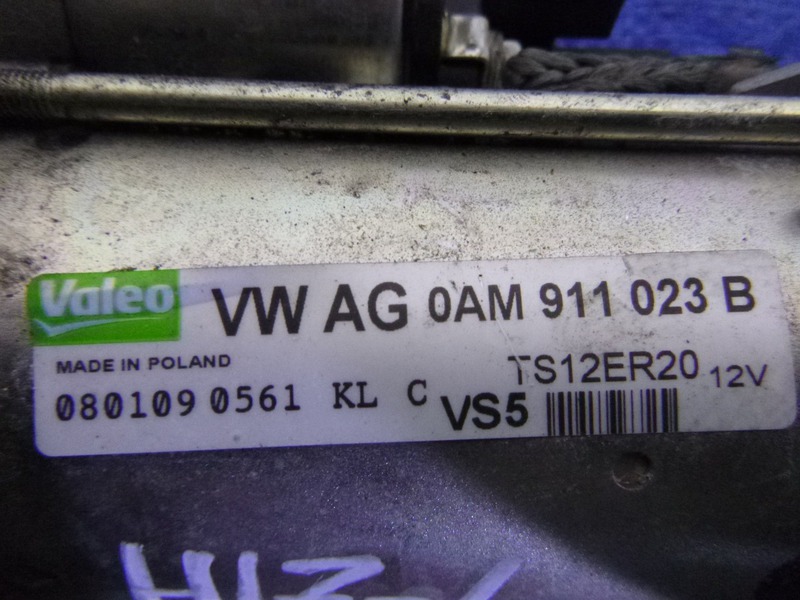 Valeo VW AG 0AM 911 023 B
MADE IN POLAND TS12ER20 12V
080109 0561 KL C VS5